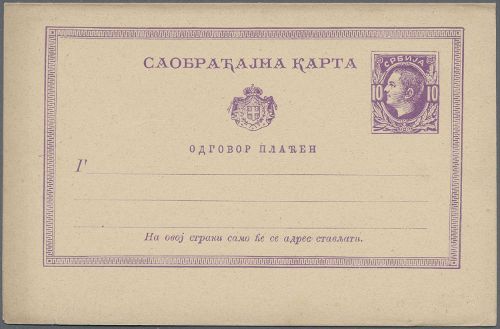 СРБИЈА
10 10
САОБРАЋАЈНА КАРТА
ОДГОВОР ПЛАЋЕН
Г
На овој страни само ће се адрес стављати.